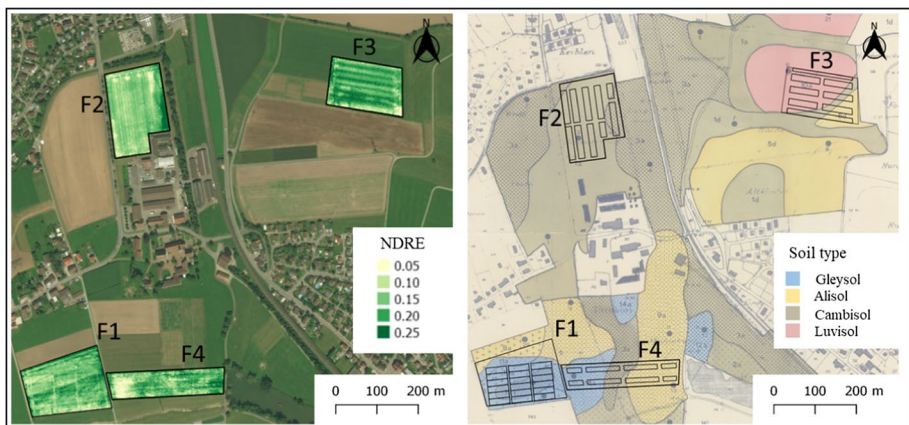 N
F3
F2
NDRE
0.05
0.10
0.15
0.20
0.25
F1
F4
0 100 200 m
N
F3
F2
Soil type
Gleysol
Alisol
Cambisol
Luvisol
F1
F4
0 100 200 m